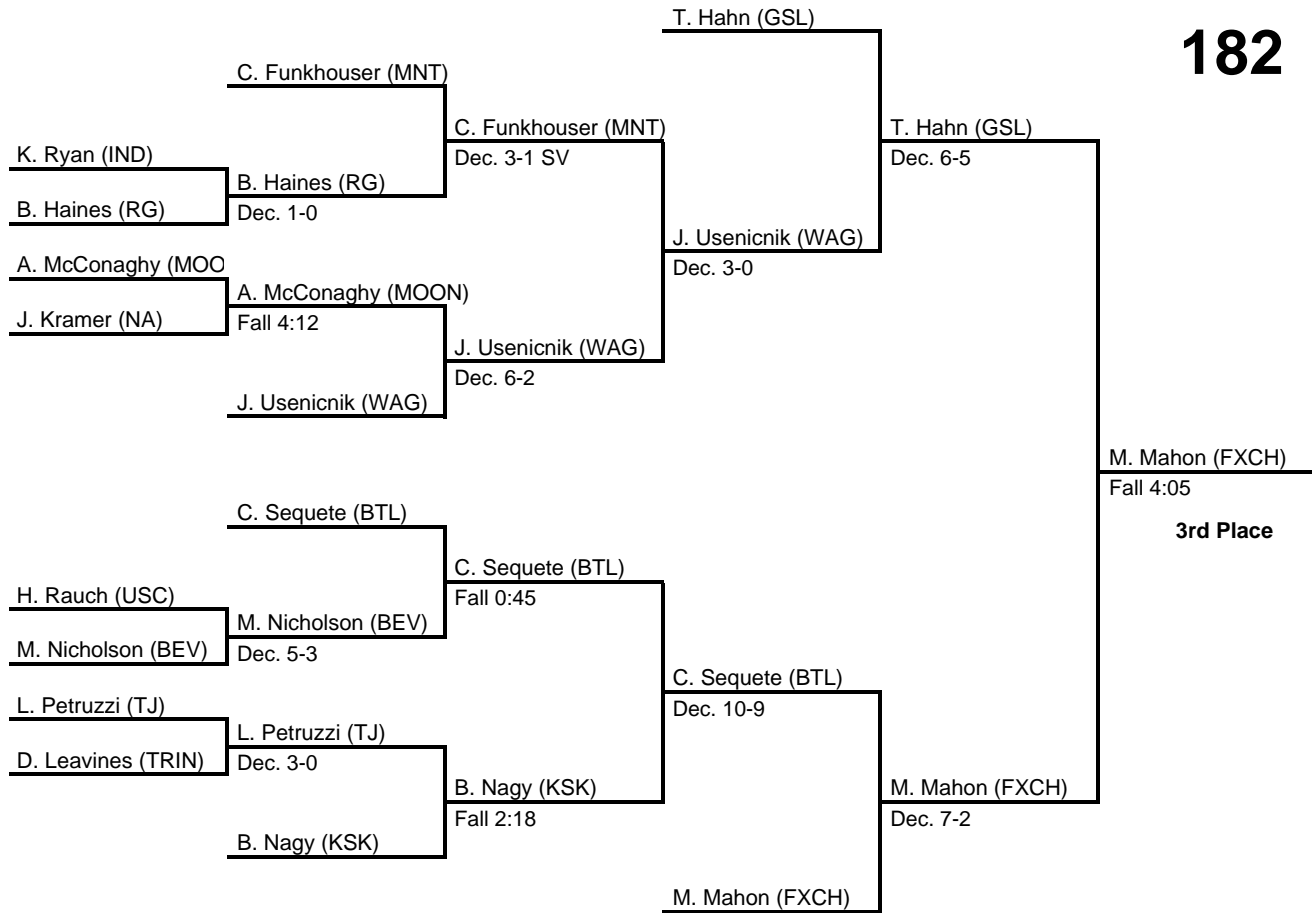 T. Hahn (GSL)
182
C. Funkhouser (MNT)
C. Funkhouser (MNT)
Dec. 3-1 SV
T. Hahn (GSL)
Dec. 6-5
K. Ryan (IND)
B. Haines (RG)
Dec. 1-0
B. Haines (RG)
J. Usenicnik (WAG)
Dec. 3-0
A. McConaghy (MOO
A. McConaghy (MOON)
Fall 4:12
J. Kramer (NA)
J. Usenicnik (WAG)
Dec. 6-2
J. Usenicnik (WAG)
M. Mahon (FXCH)
Fall 4:05
3rd Place
C. Sequete (BTL)
C. Sequete (BTL)
Fall 0:45
H. Rauch (USC)
M. Nicholson (BEV)
Dec. 5-3
M. Nicholson (BEV)
C. Sequete (BTL)
Dec. 10-9
L. Petruzzi (TJ)
L. Petruzzi (TJ)
Dec. 3-0
D. Leavines (TRIN)
B. Nagy (KSK)
Fall 2:18
M. Mahon (FXCH)
Dec. 7-2
B. Nagy (KSK)
M. Mahon (FXCH)